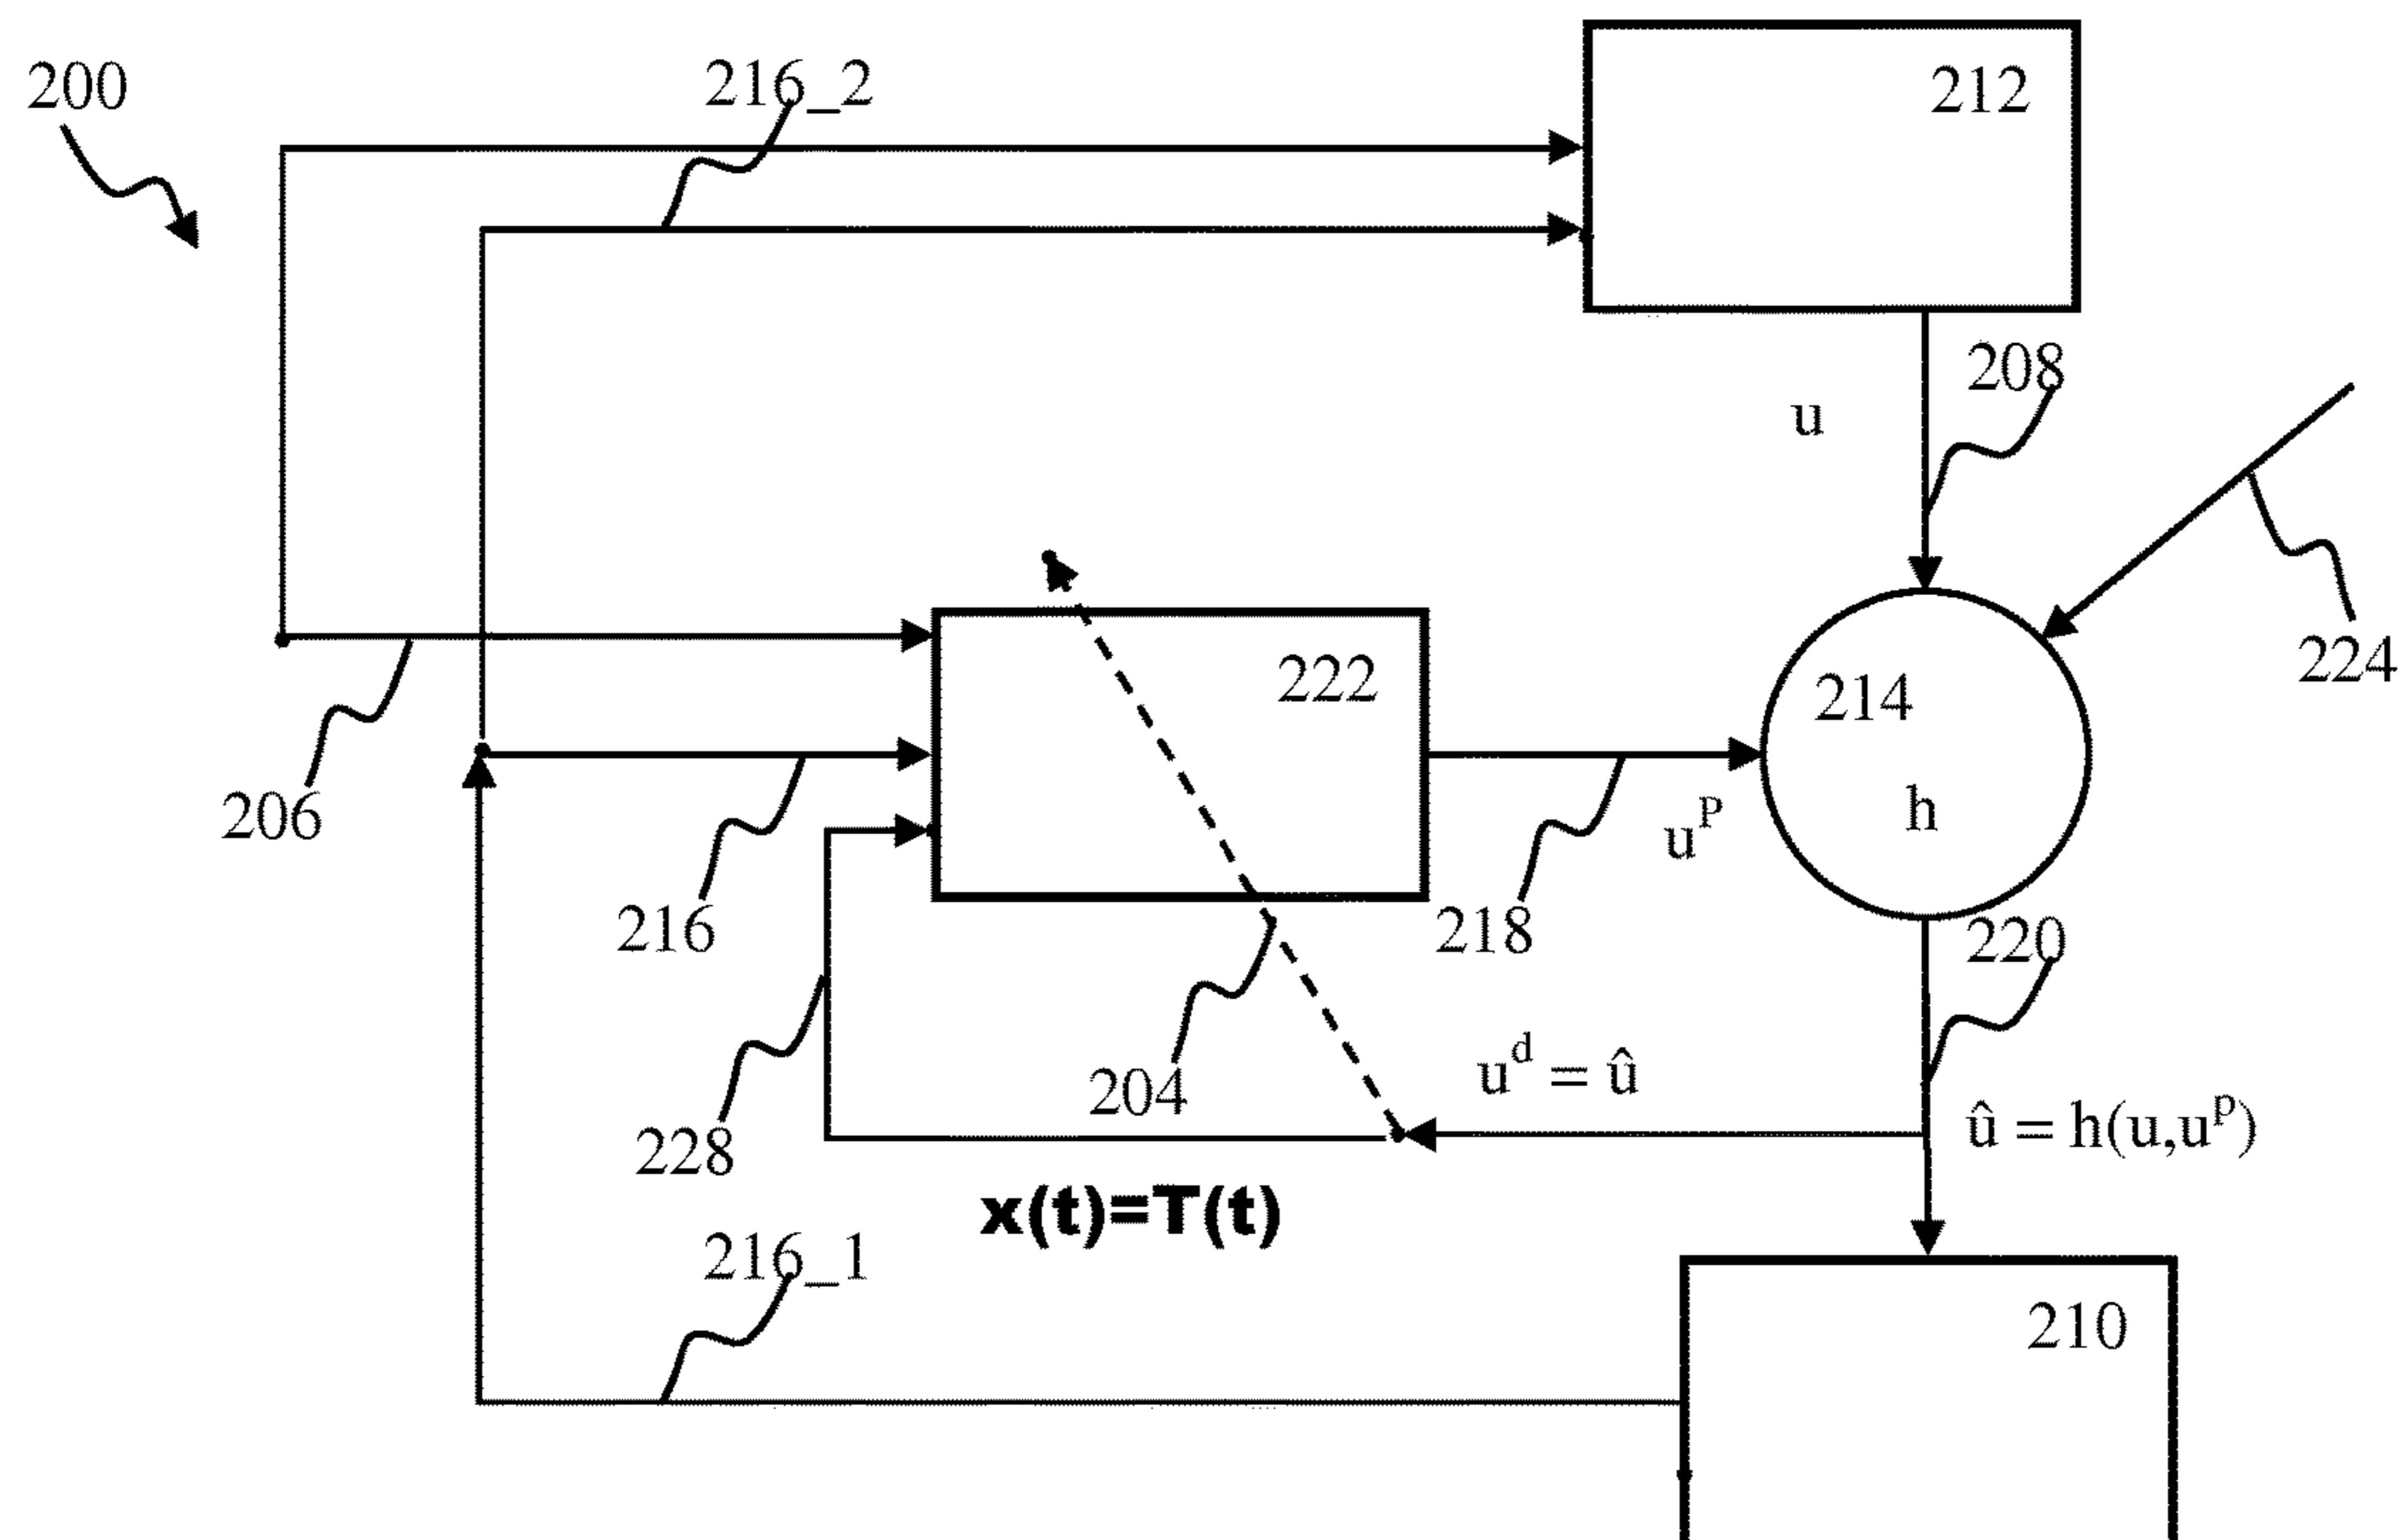 200
216_2
212
208
u
224
222
214
h
206
216
218
u^P
220
204
228
u^d = û
û = h(u,u^p)
x(t)=T(t)
216_1
210